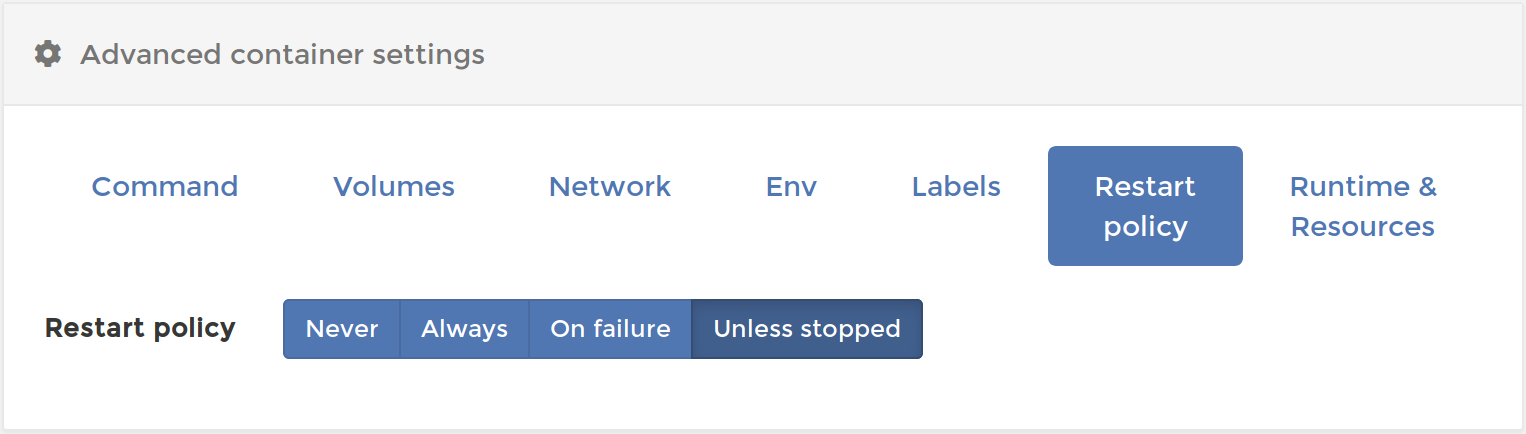 Advanced container settings
Command Volumes Network Env Labels Restart policy Runtime & Resources
Restart policy Never Always On failure Unless stopped